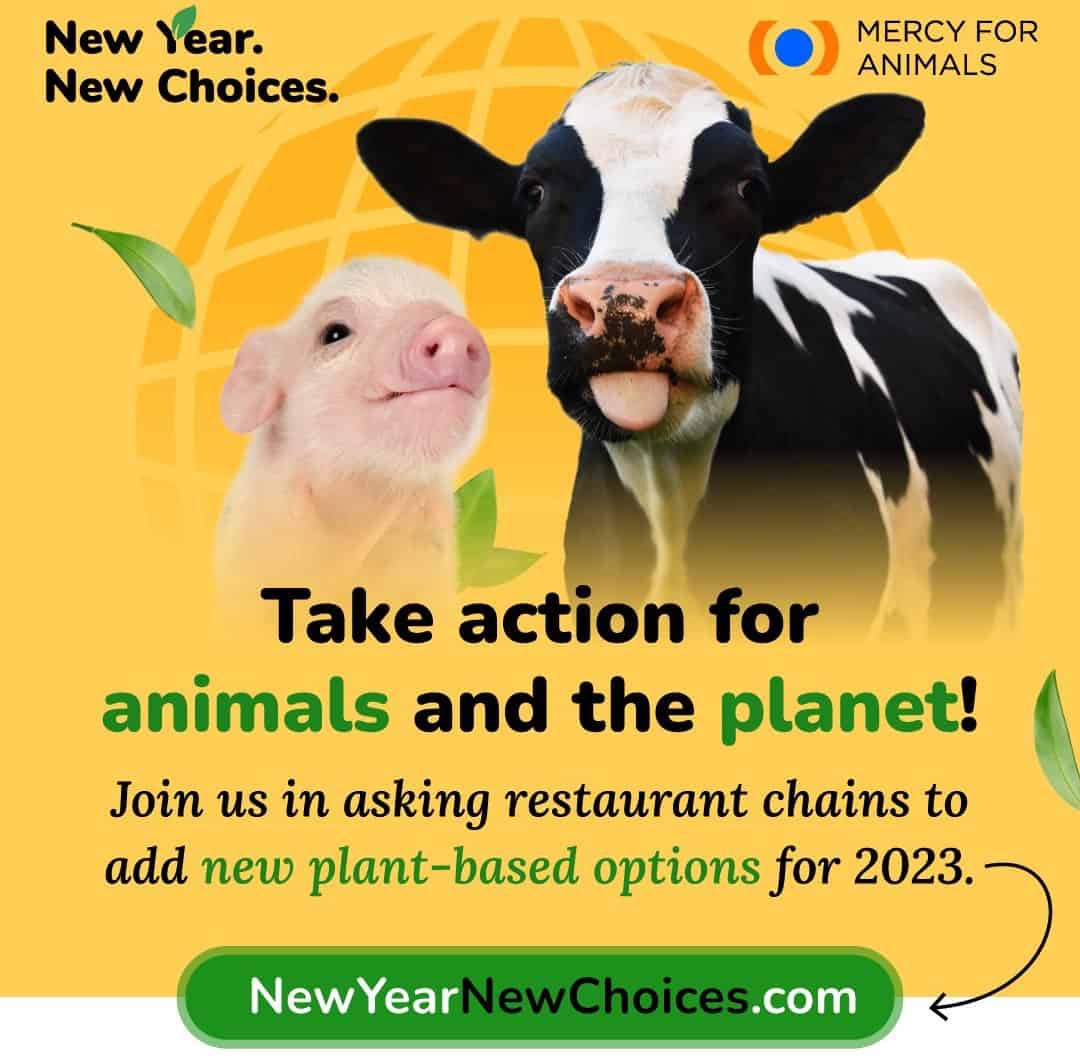 New Year.
New Choices.
MERCY FOR
ANIMALS
Take action for
animals and the planet!
Join us in asking restaurant chains to
add new plant-based options for 2023.
NewYearNewChoices.com